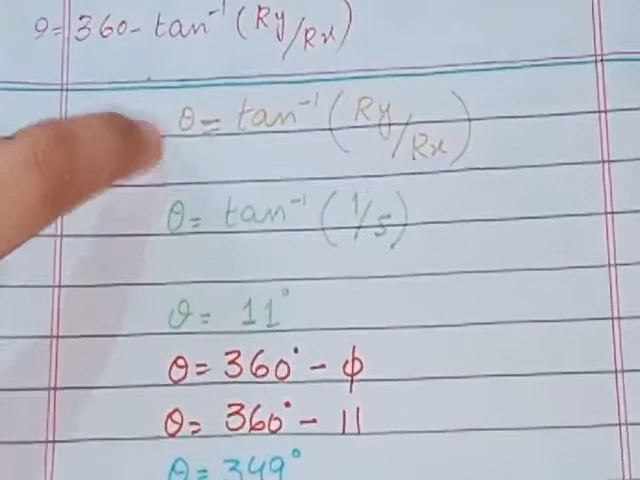 θ = 360 - tan⁻¹ (Ry/Rx)
θ = tan⁻¹ (Ry/Rx)
θ = tan⁻¹ (1/5)
θ = 11°
θ = 360° - ϕ
θ = 360° - 11
θ = 349°